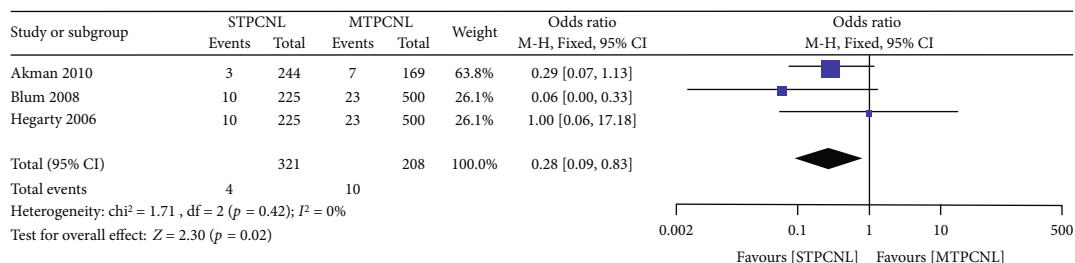 Study or subgroup STPCNL MTPCNL Weight Odds ratio Odds ratio
Events Total Events Total M-H, Fixed, 95% CI M-H, Fixed, 95% CI
Akman 2010 3 244 7 169 63.8% 0.29 [0.07, 1.13]
Blum 2008 10 225 23 500 26.1% 0.06 [0.00, 0.33]
Hegarty 2006 10 225 23 500 26.1% 1.00 [0.06, 17.18]
Total (95% CI) 321 208 100.0% 0.28 [0.09, 0.83]
Total events 4 10
Heterogeneity: chi² = 1.71 , df = 2 (p = 0.42); I² = 0%
Test for overall effect: Z = 2.30 (p = 0.02)
0.002 0.1 1 10 500
Favours [STPCNL] Favours [MTPCNL]